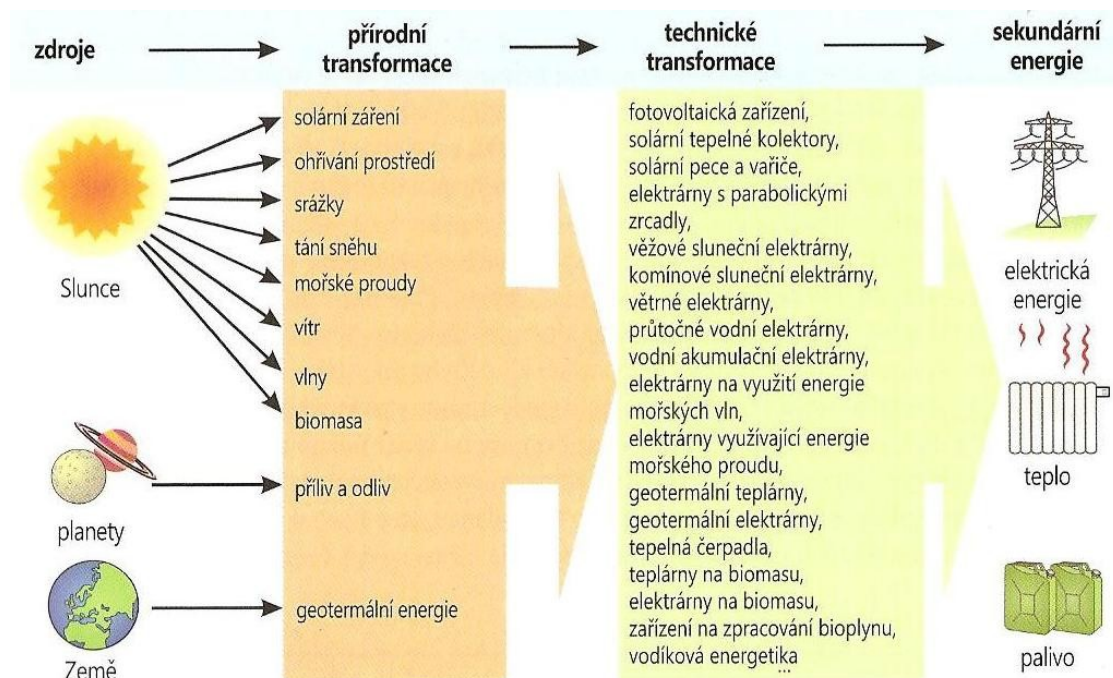 zdroje
přírodní
transformace
technické
transformace
sekundární
energie
Slunce
planety
Země
solární záření
ohřívání prostředí
srážky
tání sněhu
mořské proudy
vítr
vlny
biomasa
příliv a odliv
geotermální energie
fotovoltaická zařízení,
solární tepelné kolektory,
solární pece a vařiče,
elektrárny s parabolickými
zrcadly,
věžové sluneční elektrárny,
komínové sluneční elektrárny,
větrné elektrárny,
průtočné vodní elektrárny,
vodní akumulační elektrárny,
elektrárny na využití energie
mořských vln,
elektrárny využívající energie
mořského proudu,
geotermální teplárny,
geotermální elektrárny,
tepelná čerpadla,
teplárny na biomasu,
elektrárny na biomasu,
zařízení na zpracování bioplynu,
vodíková energetika
...
elektrická
energie
teplo
palivo